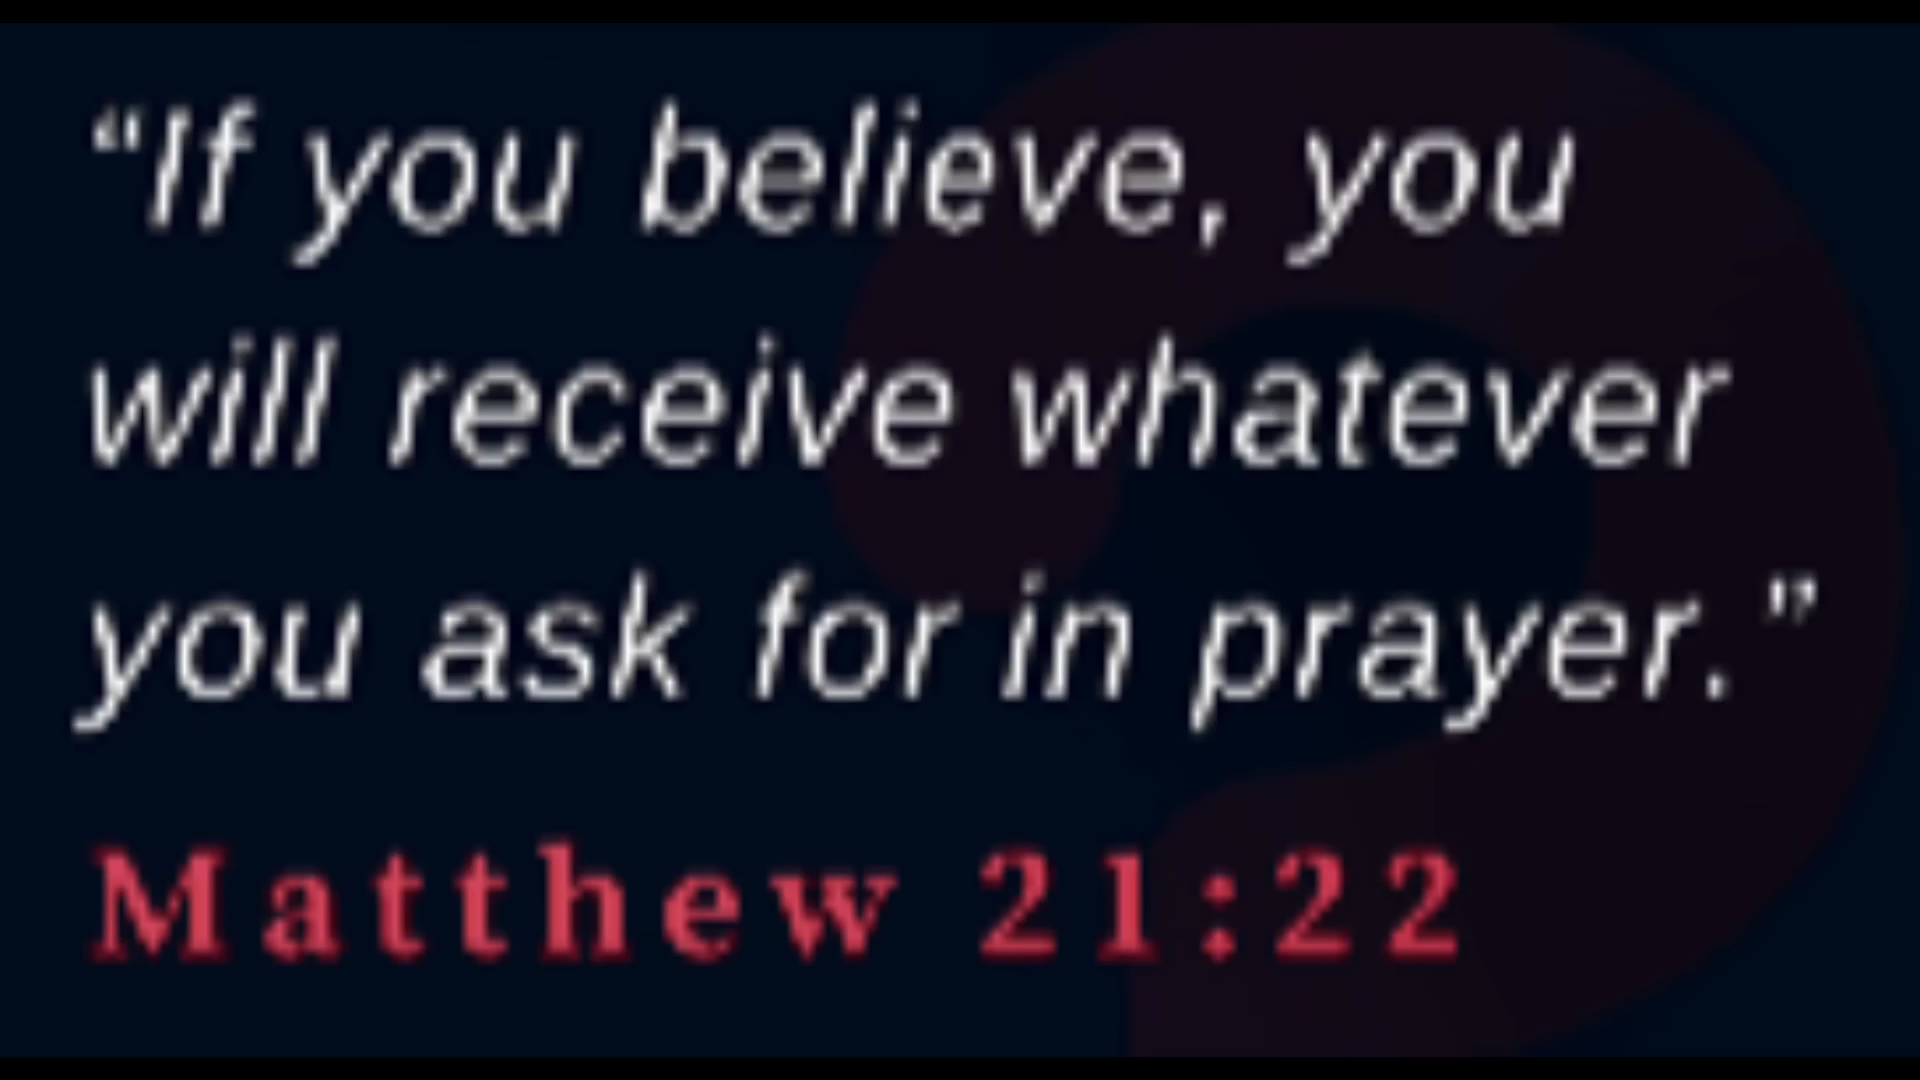 “If you believe, you
will receive whatever
you ask for in prayer.”
Matthew 21:22